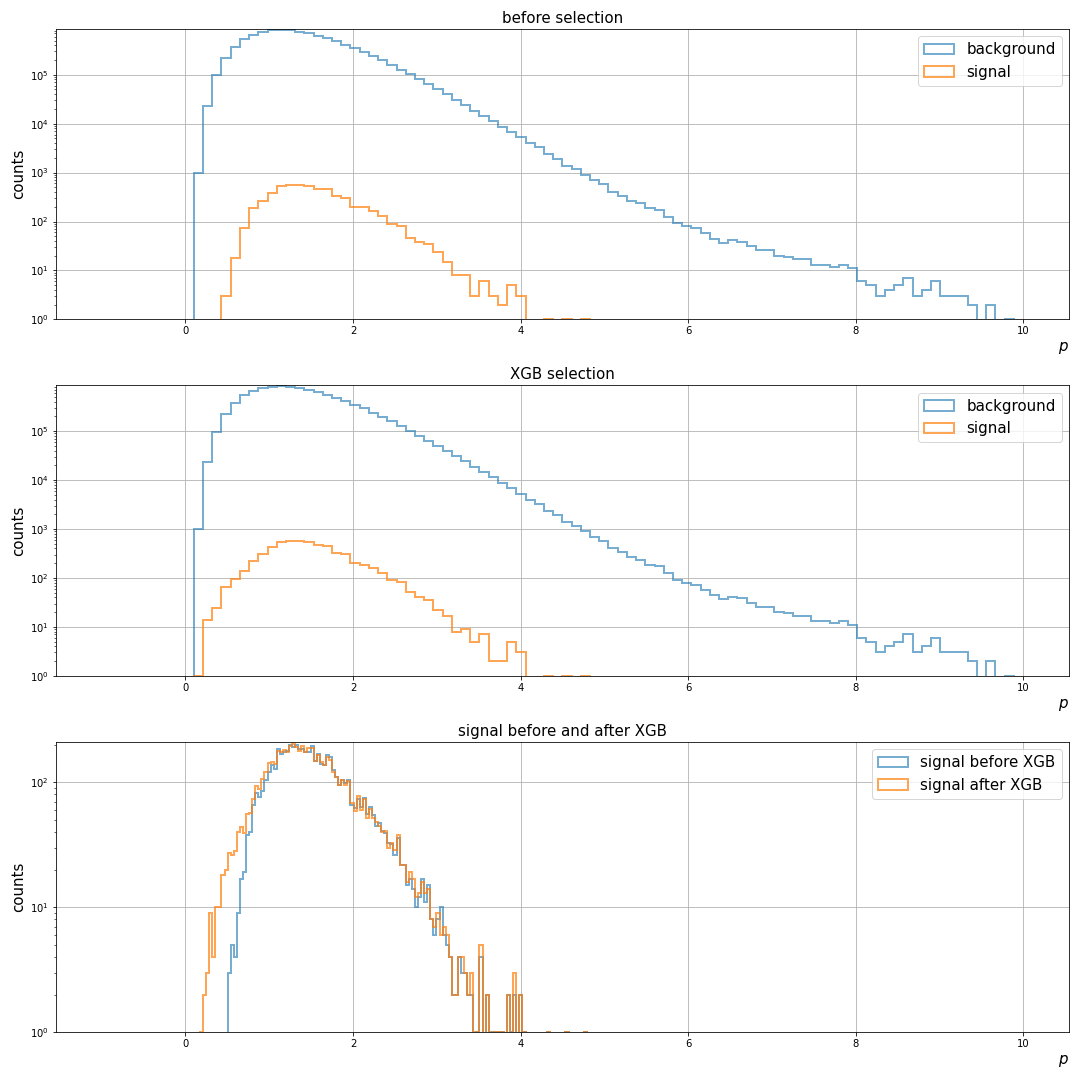 before selection
background
signal
counts
10⁵
10⁴
10³
10²
10¹
10⁰
0 2 4 6 8 10
p
XGB selection
background
signal
counts
10⁵
10⁴
10³
10²
10¹
10⁰
0 2 4 6 8 10
p
signal before and after XGB
signal before XGB
signal after XGB
counts
10²
10¹
10⁰
0 2 4 6 8 10
p